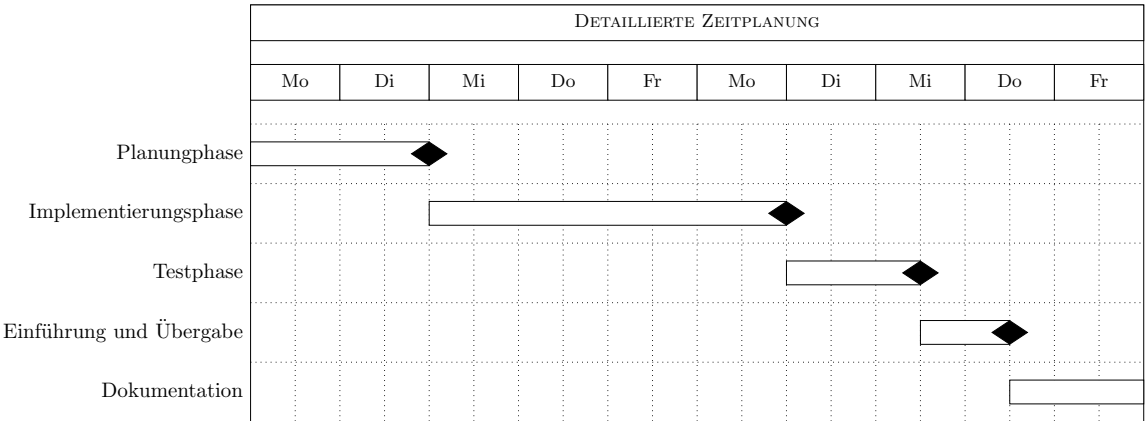 DETAILLIERTE ZEITPLANUNG
Mo Di Mi Do Fr Mo Di Mi Do Fr
Planungphase
Implementierungsphase
Testphase
Einführung und Übergabe
Dokumentation